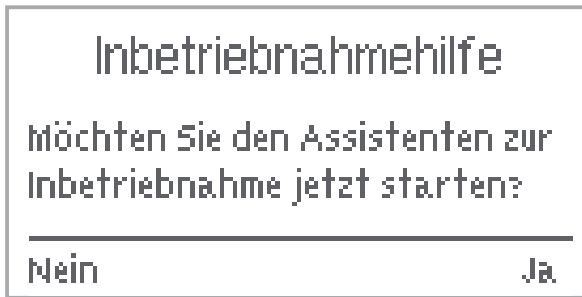 Inbetriebnahmehilfe
Möchten Sie den Assistenten zur
Inbetriebnahme jetzt starten?
Nein Ja